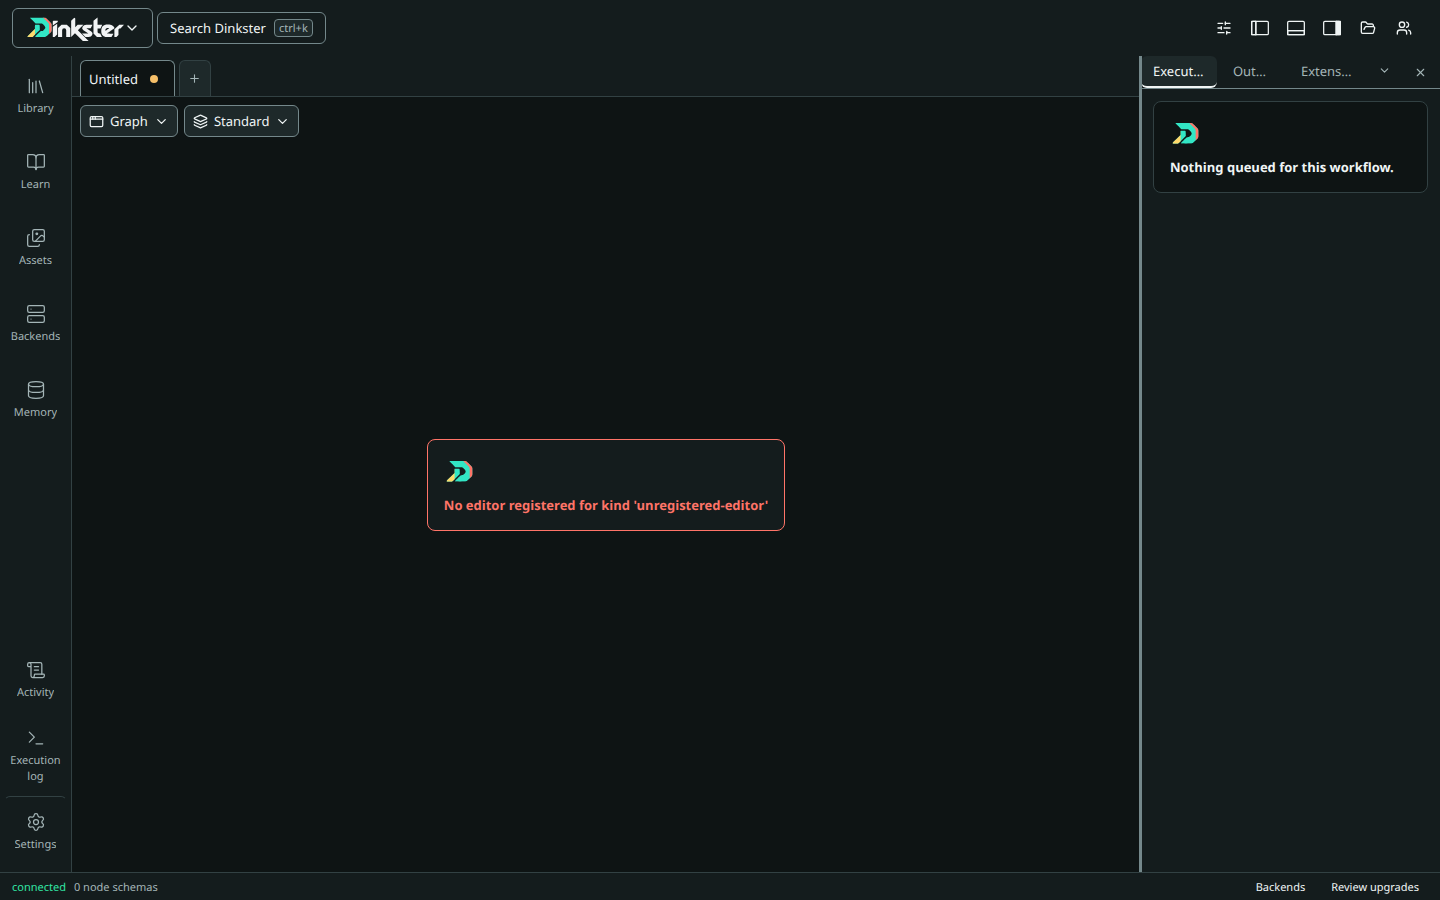 Dinkster
Search Dinkster ctrl+k
Library
Learn
Assets
Backends
Memory
Activity
Execution
log
Settings
Untitled
+
Graph
Standard
No editor registered for kind 'unregistered-editor'
Execut...
Out...
Extens...
Nothing queued for this workflow.
connected 0 node schemas
Backends
Review upgrades